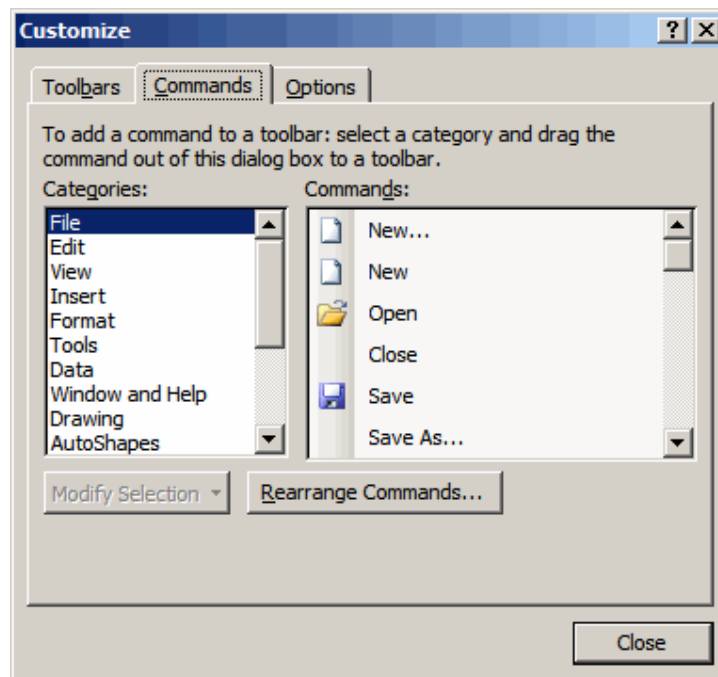 Customize
Toolbars
Commands
Options
To add a command to a toolbar: select a category and drag the
command out of this dialog box to a toolbar.
Categories:
File
Edit
View
Insert
Format
Tools
Data
Window and Help
Drawing
AutoShapes
Commands:
New...
New
Open
Close
Save
Save As...
Modify Selection
Rearrange Commands...
Close